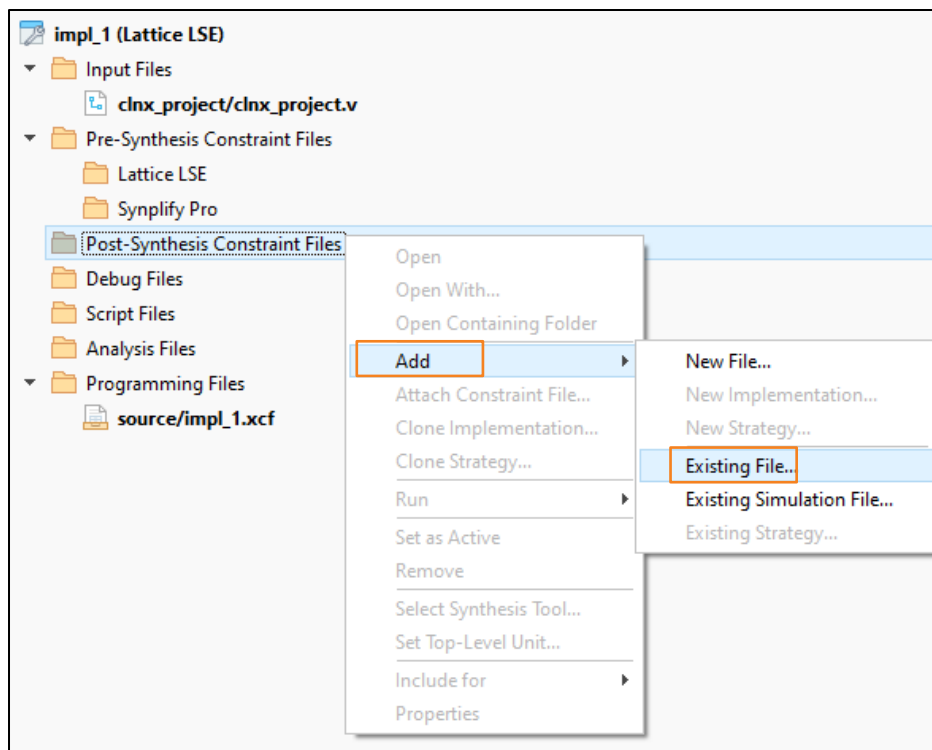 impl_1 (Lattice LSE)
Input Files
clnx_project/clnx_project.v
Pre-Synthesis Constraint Files
Lattice LSE
Synplify Pro
Post-Synthesis Constraint Files
Debug Files
Script Files
Analysis Files
Programming Files
source/impl_1.xcf
Open
Open With...
Open Containing Folder
Add
Attach Constraint File...
Clone Implementation...
Clone Strategy...
Run
Set as Active
Remove
Select Synthesis Tool...
Set Top-Level Unit...
Include for
Properties
New File...
New Implementation...
New Strategy...
Existing File...
Existing Simulation File...
Existing Strategy...